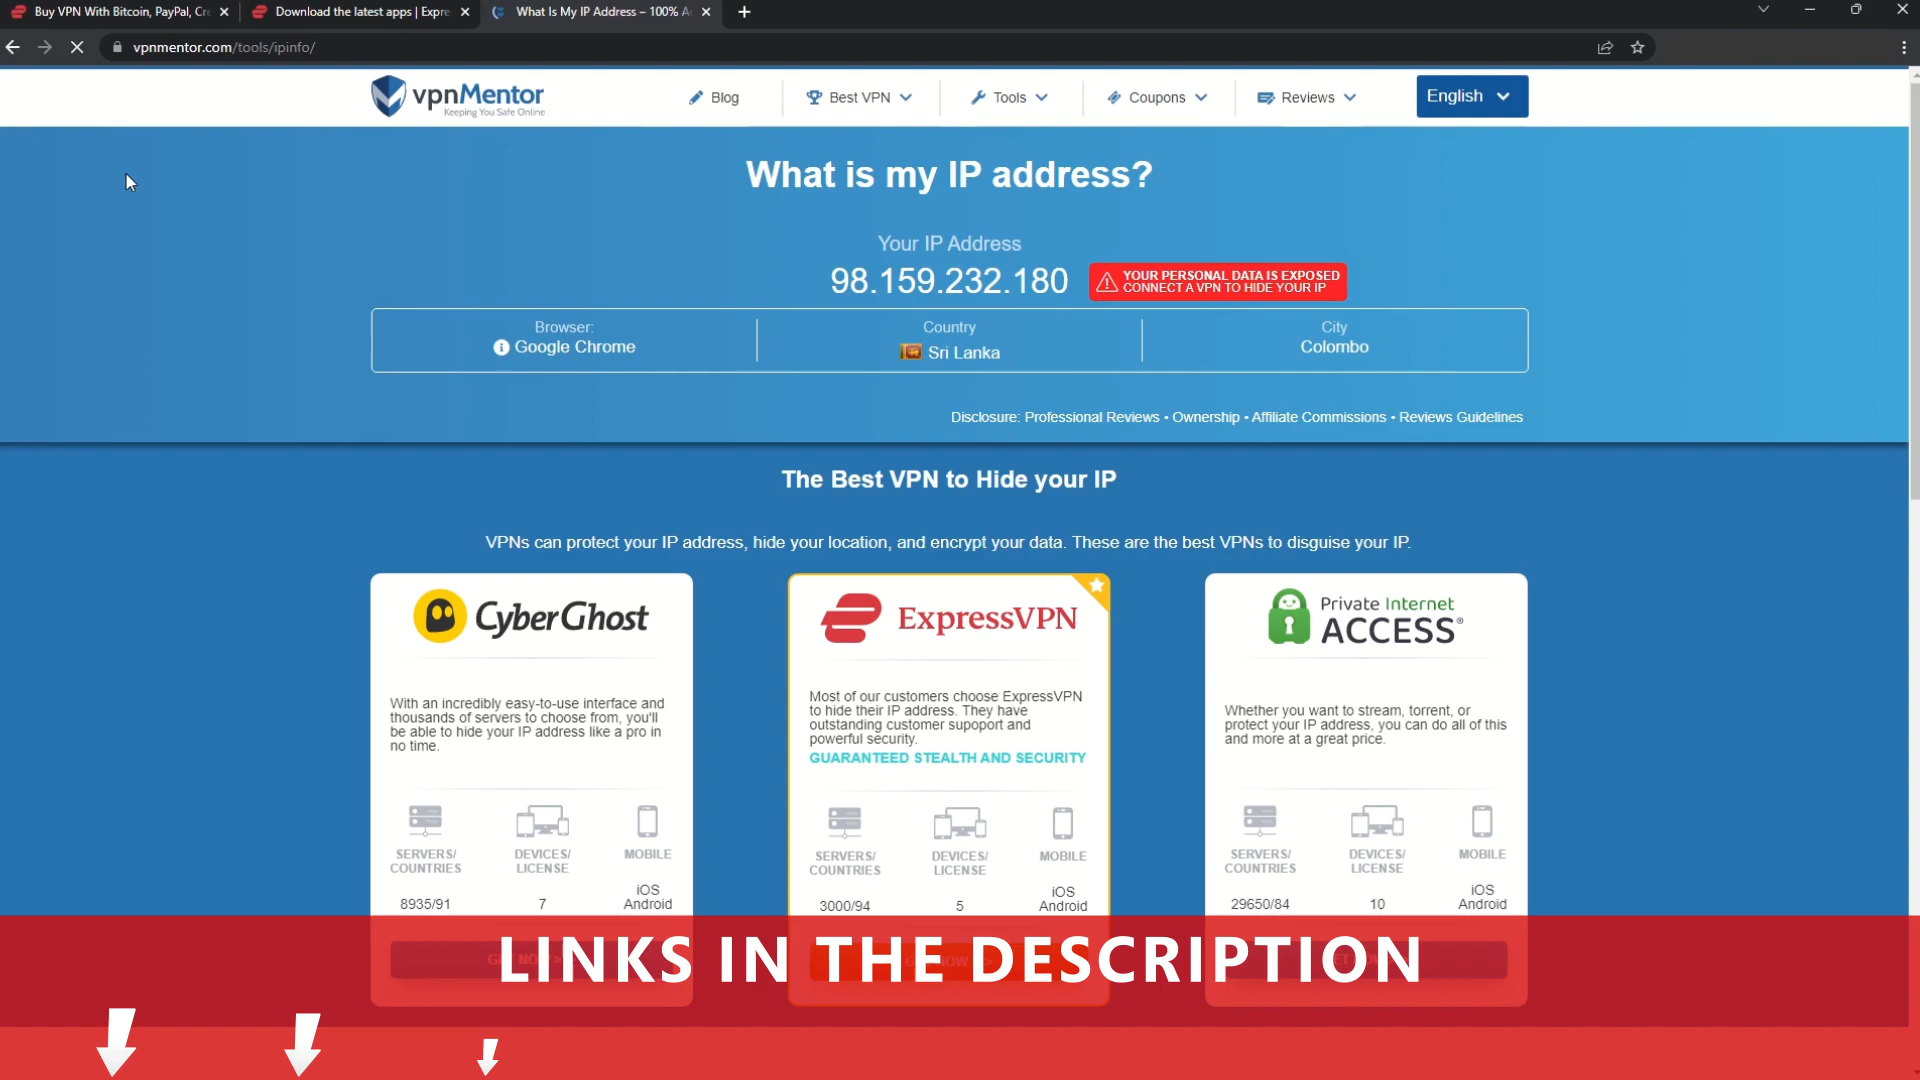 Buy VPN With Bitcoin, PayPal, Cr
Download the latest apps | Expre
What Is My IP Address – 100% A
vpnmentor.com/tools/ipinfo/
vpnMentor
Keeping You Safe Online
Blog
Best VPN
Tools
Coupons
Reviews
English
What is my IP address?
Your IP Address
98.159.232.180
YOUR PERSONAL DATA IS EXPOSED
CONNECT A VPN TO HIDE YOUR IP
Browser:
Google Chrome
Country
Sri Lanka
City
Colombo
Disclosure: Professional Reviews • Ownership • Affiliate Commissions • Reviews Guidelines
The Best VPN to Hide your IP
VPNs can protect your IP address, hide your location, and encrypt your data. These are the best VPNs to disguise your IP.
CyberGhost
With an incredibly easy-to-use interface and
thousands of servers to choose from, you'll
be able to hide your IP address like a pro in
no time.
SERVERS/
COUNTRIES
DEVICES/
LICENSE
MOBILE
8935/91
7
iOS
Android
ExpressVPN
Most of our customers choose ExpressVPN
to hide their IP address. They have
outstanding customer supoport and
powerful security.
GUARANTEED STEALTH AND SECURITY
SERVERS/
COUNTRIES
DEVICES/
LICENSE
MOBILE
3000/94
5
iOS
Android
Private Internet
ACCESS®
Whether you want to stream, torrent, or
protect your IP address, you can do all of this
and more at a great price.
SERVERS/
COUNTRIES
DEVICES/
LICENSE
MOBILE
29650/84
10
iOS
Android
LINKS IN THE DESCRIPTION